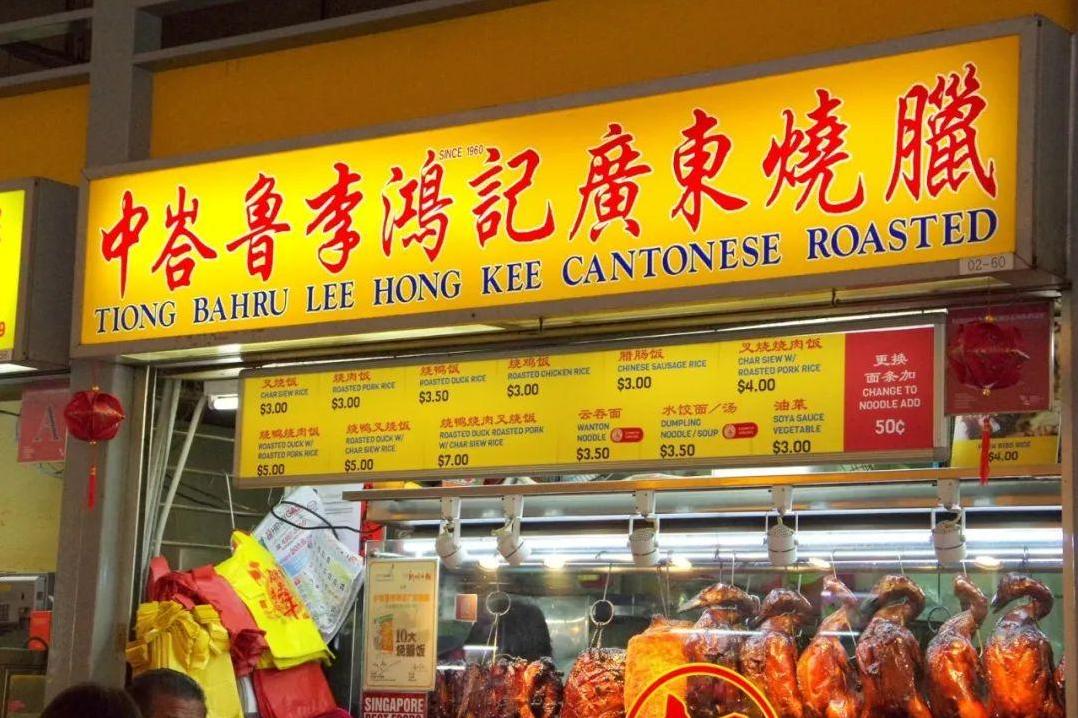 SINCE 1960
中峇魯李鴻記廣東燒臘
TIONG BAHRU LEE HONG KEE CANTONESE ROASTED
02-60
叉烧饭
CHAR SIEW RICE
$3.00
烧肉饭
ROASTED PORK RICE
$3.00
烧鸭饭
ROASTED DUCK RICE
$3.50
烧鸡饭
ROASTED CHICKEN RICE
$3.00
腊肠饭
CHINESE SAUSAGE RICE
$3.00
叉烧烧肉饭
CHAR SIEW W/
ROASTED PORK RICE
$4.00
更换
面条加
CHANGE TO
NOODLE ADD
50¢
烧鸭烧肉饭
ROASTED DUCK W/
ROASTED PORK RICE
$5.00
烧鸭叉烧饭
ROASTED DUCK W/
CHAR SIEW RICE
$5.00
烧鸭烧肉叉烧饭
ROASTED DUCK ROASTED PORK
W/ CHAR SIEW RICE
$7.00
云吞面
WANTON
NOODLE
$3.50
水饺面/汤
DUMPLING
NOODLE / SOUP
$3.50
油菜
SOYA SAUCE
VEGETABLE
$3.00
$4.00
10大
烧腊饭
SINGAPORE